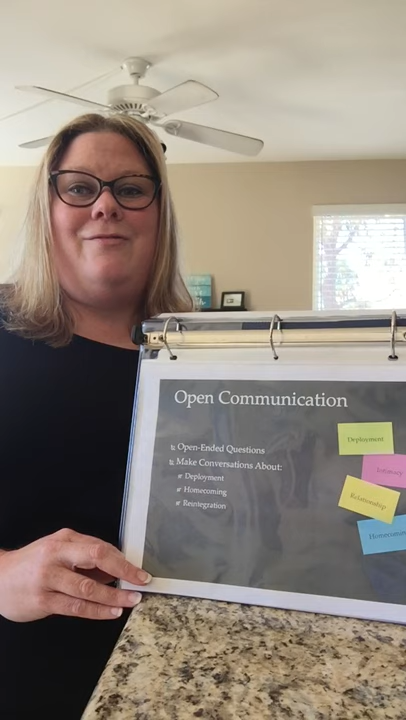 Open Communication
Open-Ended Questions
Make Conversations About:
Deployment
Homecoming
Reintegration
Deployment
Intimacy
Relationship